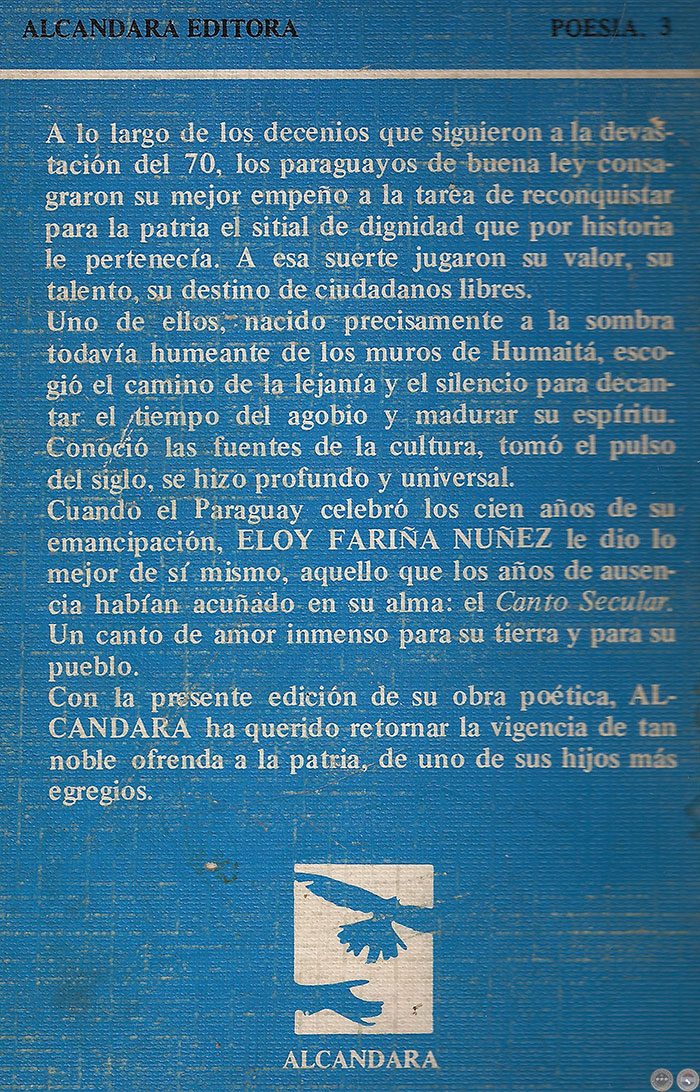 ALCANDARA EDITORA
POESIA. 3
A lo largo de los decenios que siguieron a la devas-
tación del 70, los paraguayos de buena ley consa-
graron su mejor empeño a la tarea de reconquistar
para la patria el sitial de dignidad que por historia
le pertenecía. A esa suerte jugaron su valor, su
talento, su destino de ciudadanos libres.
Uno de ellos, nacido precisamente a la sombra
todavía humeante de los muros de Humaitá, esco-
gió el camino de la lejanía y el silencio para decan-
tar el tiempo del agobio y madurar su espíritu.
Conoció las fuentes de la cultura, tomó el pulso
del siglo, se hizo profundo y universal.
Cuando el Paraguay celebró los cien años de su
emancipación, ELOY FARIÑA NUÑEZ le dio lo
mejor de sí mismo, aquello que los años de ausen-
cia habían acuñado en su alma: el Canto Secular.
Un canto de amor inmenso para su tierra y para su
pueblo.
Con la presente edición de su obra poética, AL-
CANDARA ha querido retornar la vigencia de tan
noble ofrenda a la patria, de uno de sus hijos más
egregios.
ALCANDARA